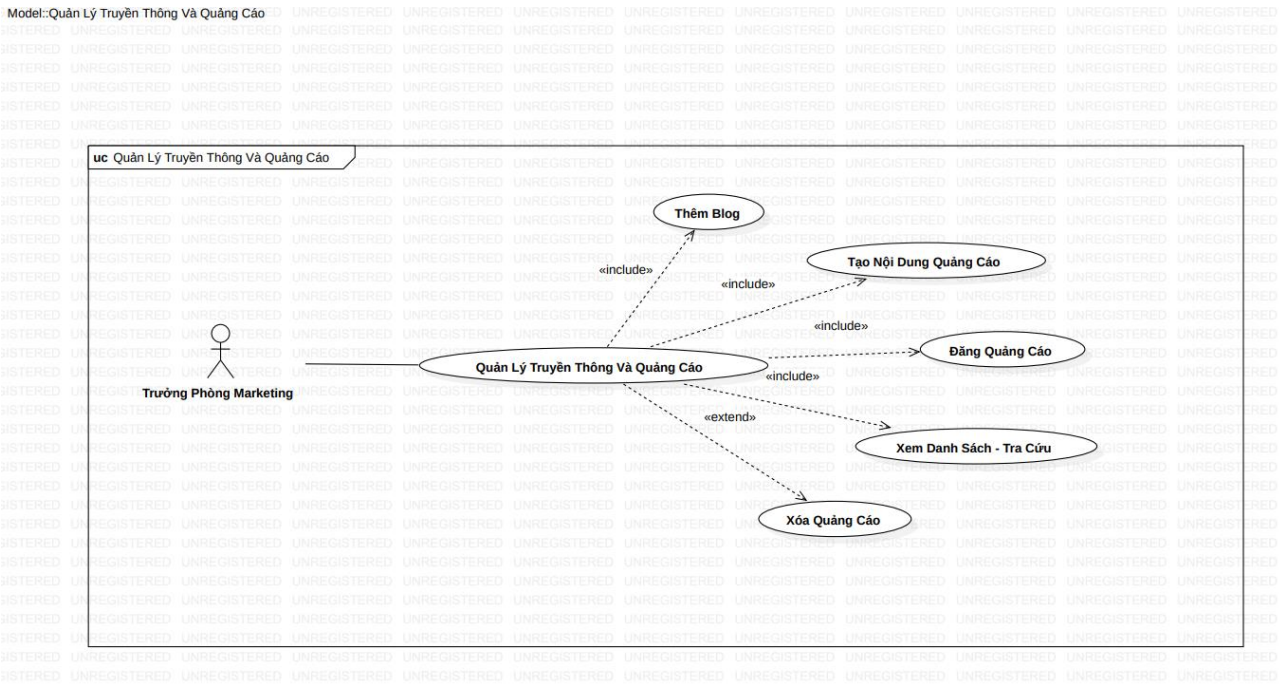 Model::Quản Lý Truyền Thông Và Quảng Cáo
uc Quản Lý Truyền Thông Và Quảng Cáo
Thêm Blog
«include»
Tạo Nội Dung Quảng Cáo
«include»
«include»
Đăng Quảng Cáo
Trưởng Phòng Marketing
Quản Lý Truyền Thông Và Quảng Cáo
«include»
«extend»
Xem Danh Sách - Tra Cứu
Xóa Quảng Cáo
UNREGISTERED